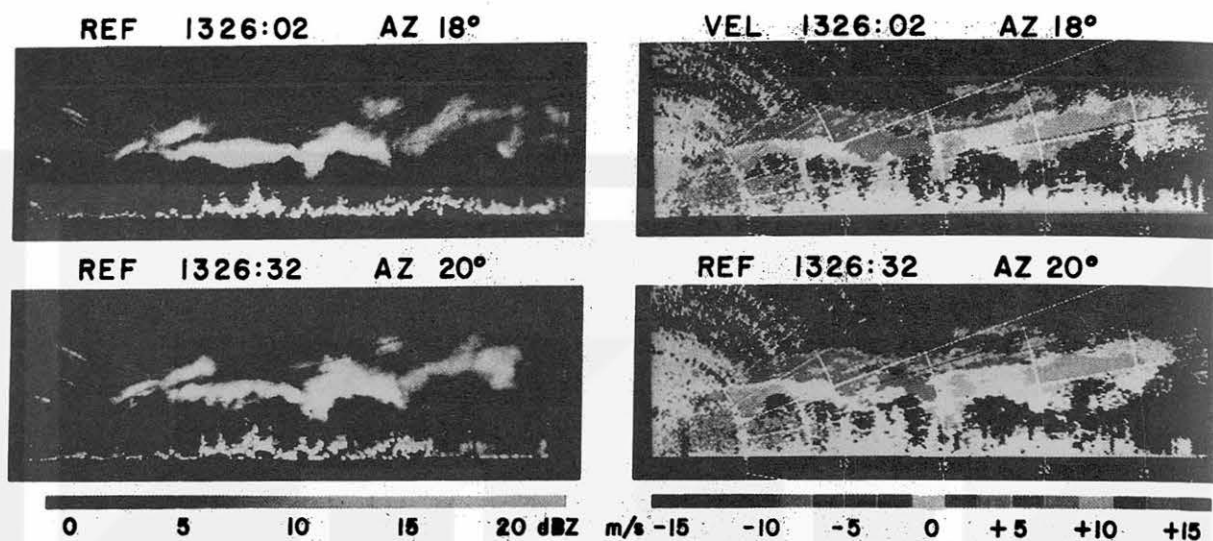 REF 1326:02 AZ 18°
VEL 1326:02 AZ 18°
REF 1326:32 AZ 20°
REF 1326:32 AZ 20°
0 5 10 15 20 dBZ
m/s -15 -10 -5 0 +5 +10 +15